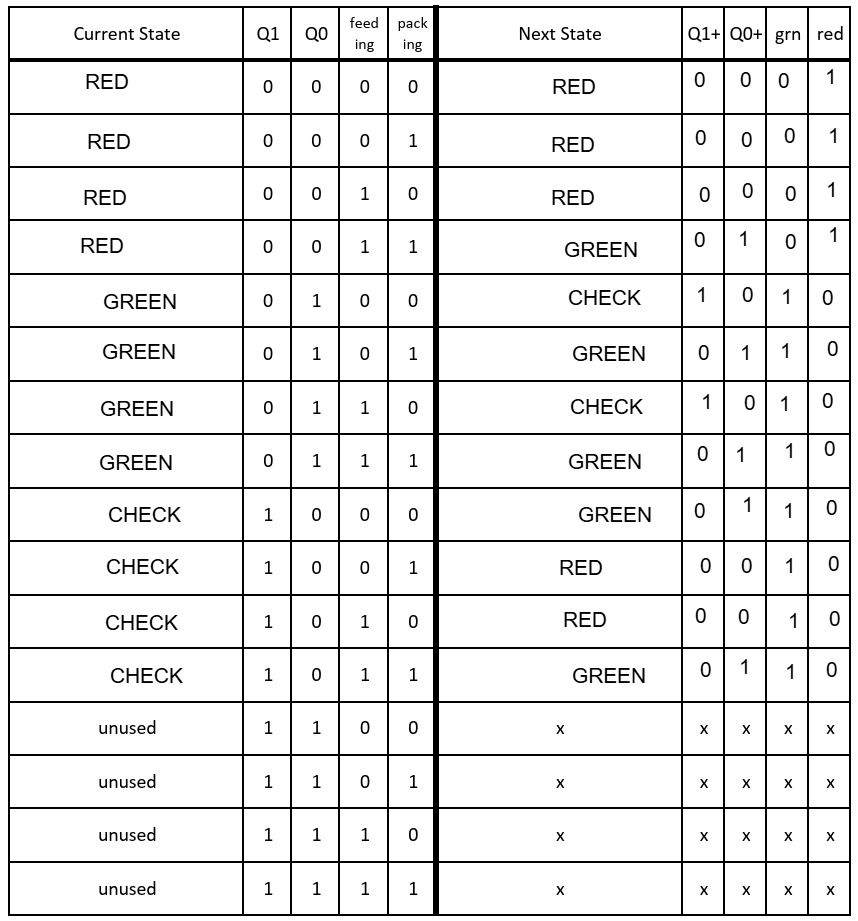 Current State Q1 Q0 feed ing pack ing Next State Q1+ Q0+ grn red
RED 0 0 0 0 RED 0 0 0 1
RED 0 0 0 1 RED 0 0 0 1
RED 0 0 1 0 RED 0 0 0 1
RED 0 0 1 1 GREEN 0 1 0 1
GREEN 0 1 0 0 CHECK 1 0 1 0
GREEN 0 1 0 1 GREEN 0 1 1 0
GREEN 0 1 1 0 CHECK 1 0 1 0
GREEN 0 1 1 1 GREEN 0 1 1 0
CHECK 1 0 0 0 GREEN 0 1 1 0
CHECK 1 0 0 1 RED 0 0 1 0
CHECK 1 0 1 0 RED 0 0 1 0
CHECK 1 0 1 1 GREEN 0 1 1 0
unused 1 1 0 0 x x x x x
unused 1 1 0 1 x x x x x
unused 1 1 1 0 x x x x x
unused 1 1 1 1 x x x x x